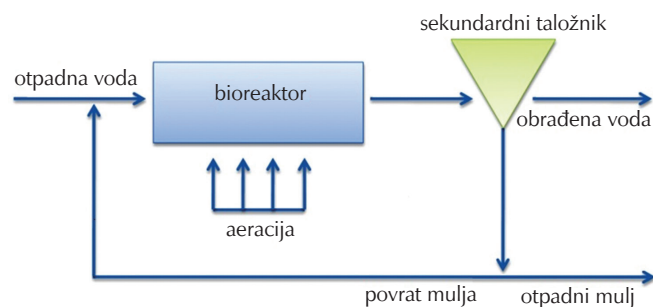 sekundardni taložnik
otpadna voda
bioreaktor
obrađena voda
aeracija
povrat mulja
otpadni mulj